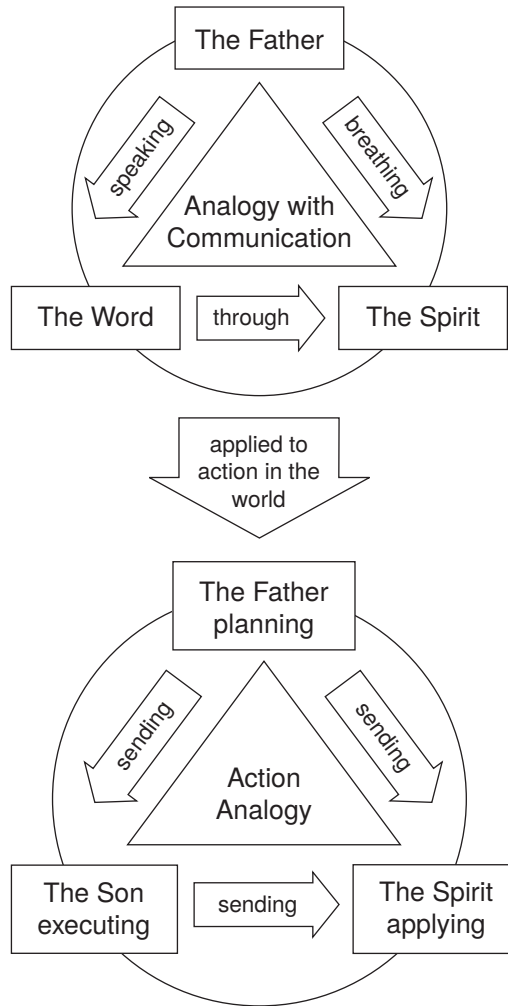 The Father
speaking
breathing
Analogy with
Communication
The Word
through
The Spirit
applied to
action in the
world
The Father
planning
sending
sending
Action
Analogy
The Son
executing
sending
The Spirit
applying